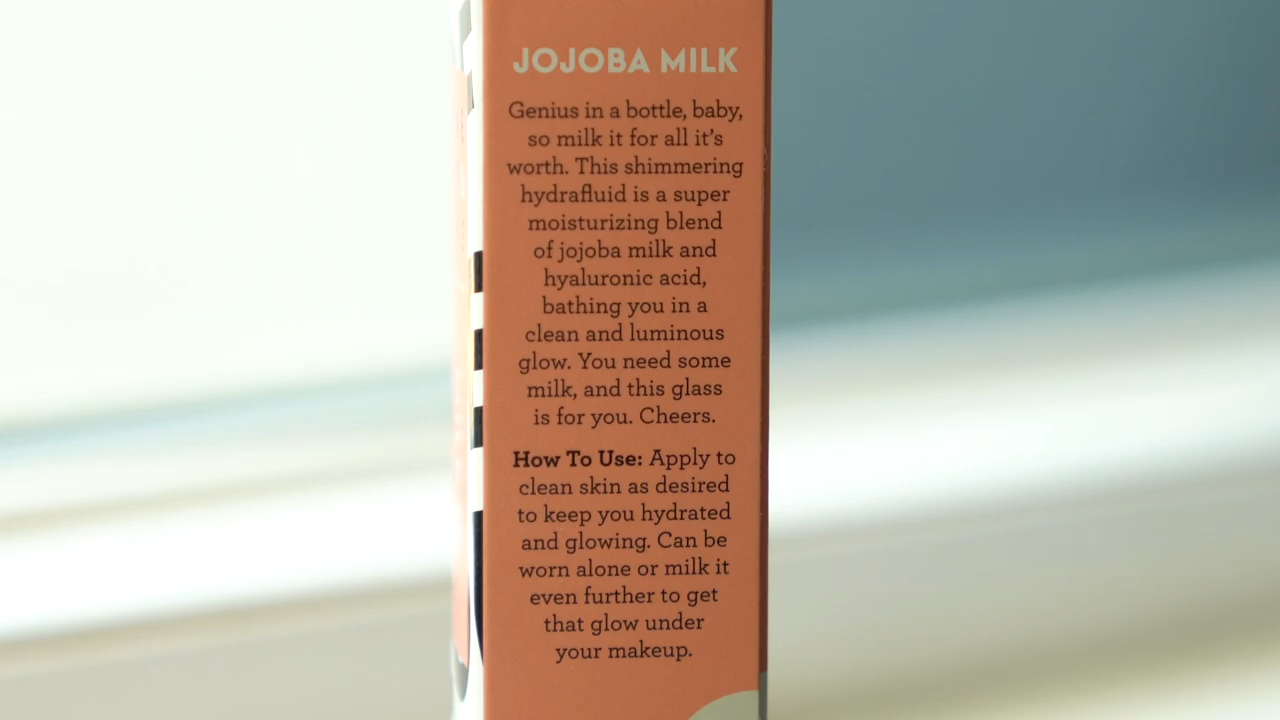 JOJOBA MILK
Genius in a bottle, baby,
so milk it for all it's
worth. This shimmering
hydrafluid is a super
moisturizing blend
of jojoba milk and
hyaluronic acid,
bathing you in a
clean and luminous
glow. You need some
milk, and this glass
is for you. Cheers.
How To Use: Apply to
clean skin as desired
to keep you hydrated
and glowing. Can be
worn alone or milk it
even further to get
that glow under
your makeup.